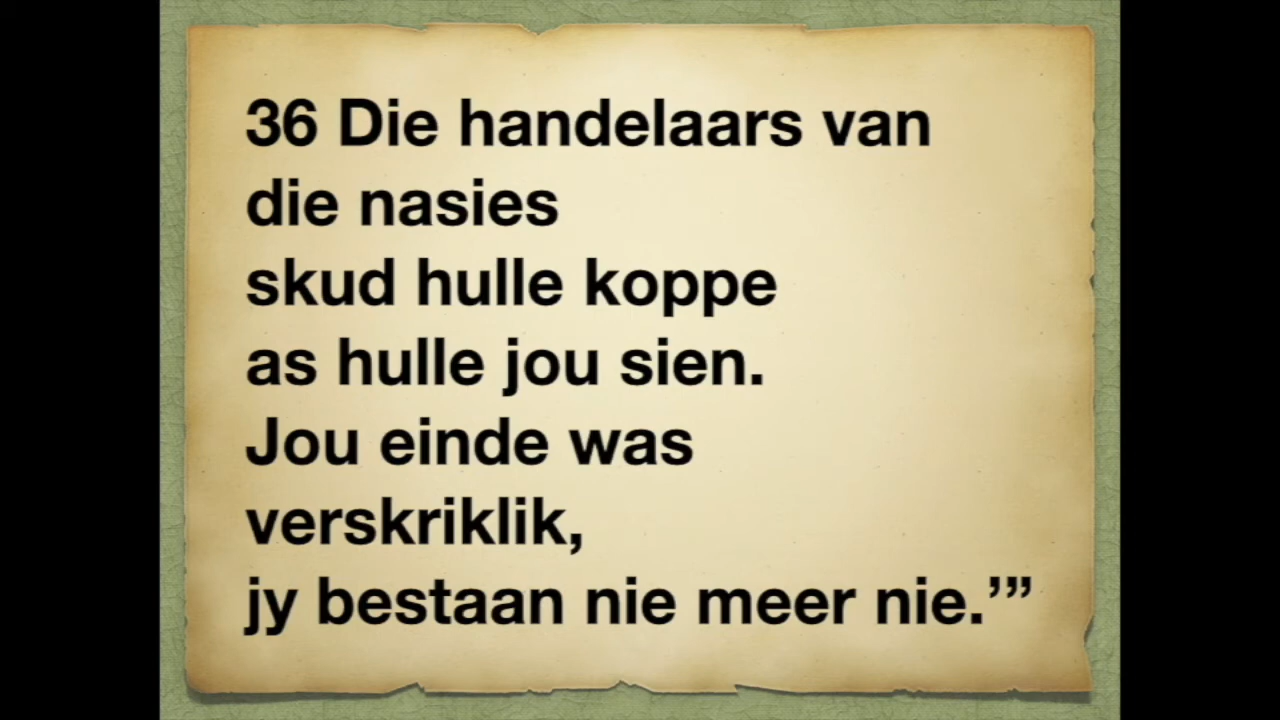 36 Die handelaars van
die nasies
skud hulle koppe
as hulle jou sien.
Jou einde was
verskriklik,
jy bestaan nie meer nie.’”